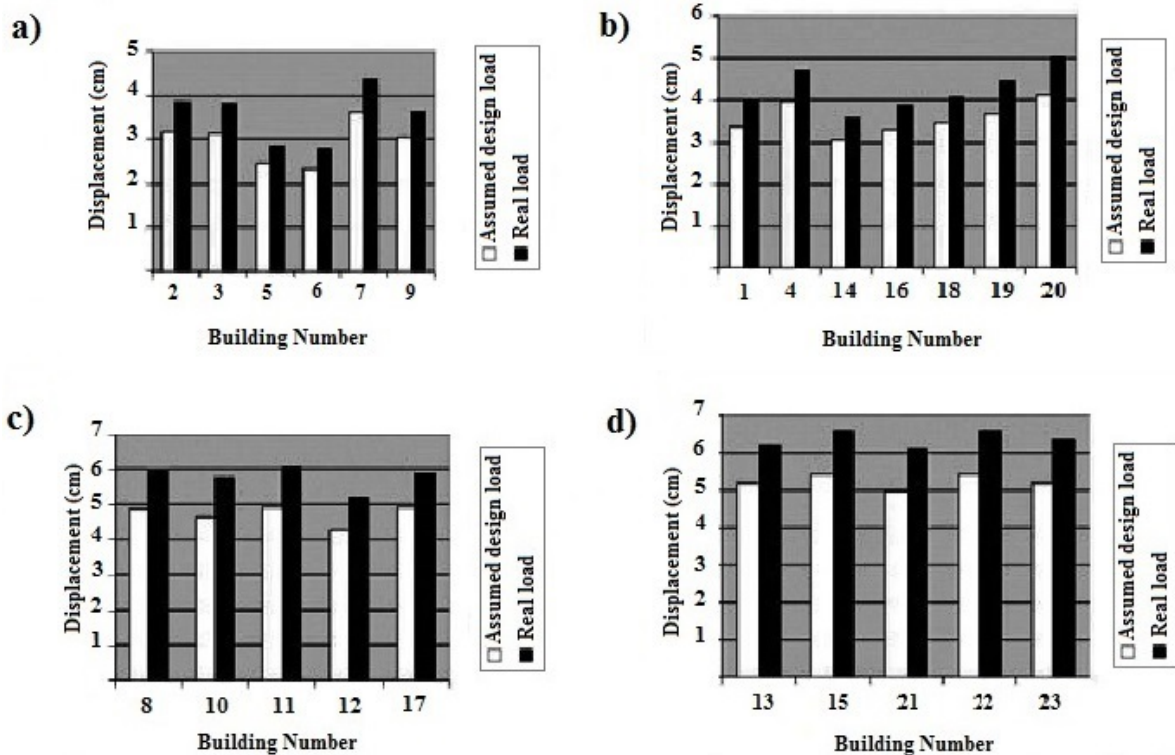 a)
Displacement (cm)
5
4
3
2
1
2 3 5 6 7 9
Building Number
Assumed design load
Real load
b)
Displacement (cm)
6
5
4
3
2
1
1 4 14 16 18 19 20
Building Number
Assumed design load
Real load
c)
Displacement (cm)
7
6
5
4
3
2
1
8 10 11 12 17
Building Number
Assumed design load
Real load
d)
Displacement (cm)
7
6
5
4
3
2
1
13 15 21 22 23
Building Number
Assumed design load
Real load